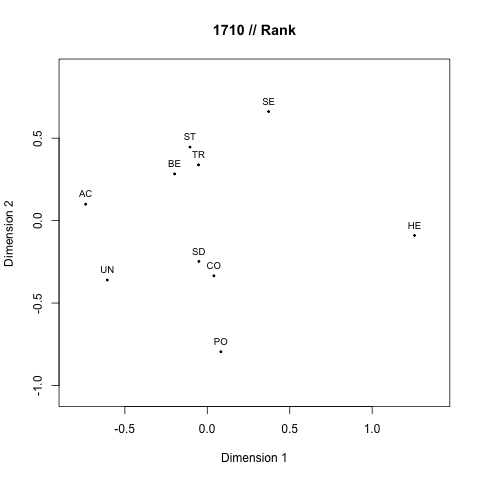 1710 // Rank
SE
ST
TR
BE
AC
HE
SD
CO
UN
PO
0.5
0.0
-0.5
-1.0
Dimension 2
-0.5 0.0 0.5 1.0
Dimension 1